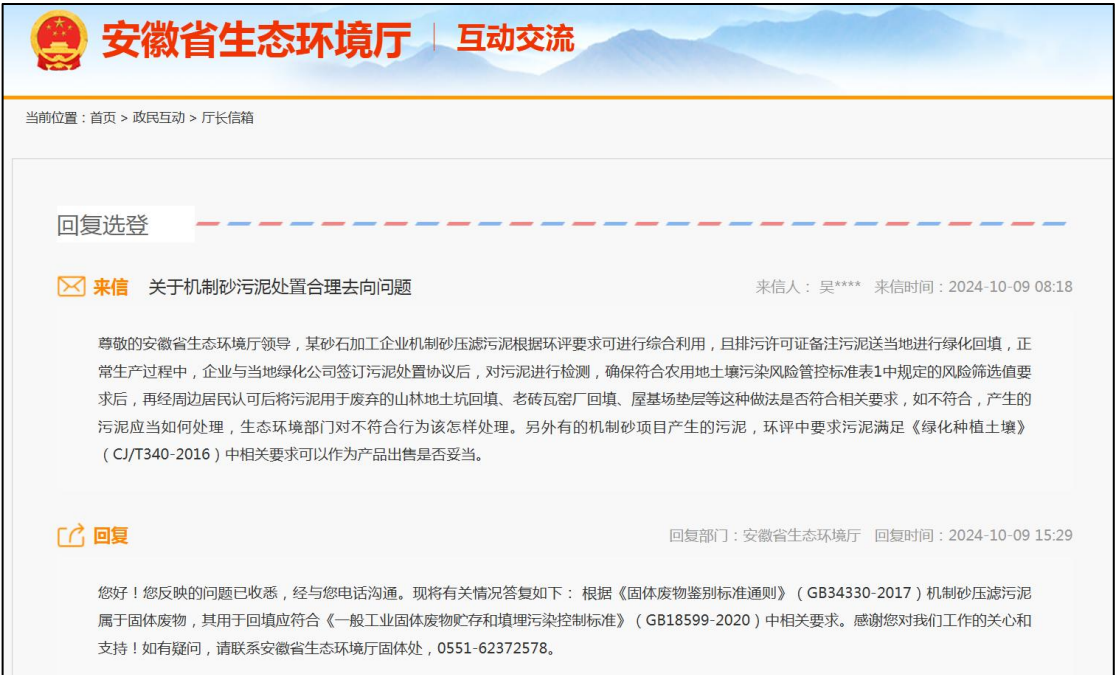 安徽省生态环境厅 互动交流
当前位置：首页 > 政民互动 > 厅长信箱
回复选登
来信 关于机制砂污泥处置合理去向问题 来信人： 吴**** 来信时间：2024-10-09 08:18
尊敬的安徽省生态环境厅领导，某砂石加工企业机制砂压滤污泥根据环评要求可进行综合利用，且排污许可证备注污泥送当地进行绿化回填，正
常生产过程中，企业与当地绿化公司签订污泥处置协议后，对污泥进行检测，确保符合农用地土壤污染风险管控标准表1中规定的风险筛选值要
求后，再经周边居民认可后将污泥用于废弃的山林地土坑回填、老砖瓦窑厂回填、屋基场垫层等这种做法是否符合相关要求，如不符合，产生的
污泥应当如何处理，生态环境部门对不符合行为该怎样处理。另外有的机制砂项目产生的污泥，环评中要求污泥满足《绿化种植土壤》
（CJ/T340-2016）中相关要求可以作为产品出售是否妥当。
回复 回复部门：安徽省生态环境厅 回复时间：2024-10-09 15:29
您好！您反映的问题已收悉，经与您电话沟通。现将有关情况答复如下： 根据《固体废物鉴别标准通则》（GB34330-2017）机制砂压滤污泥
属于固体废物，其用于回填应符合《一般工业固体废物贮存和填埋污染控制标准》（GB18599-2020）中相关要求。感谢您对我们工作的关心和
支持！如有疑问，请联系安徽省生态环境厅固体处，0551-62372578。